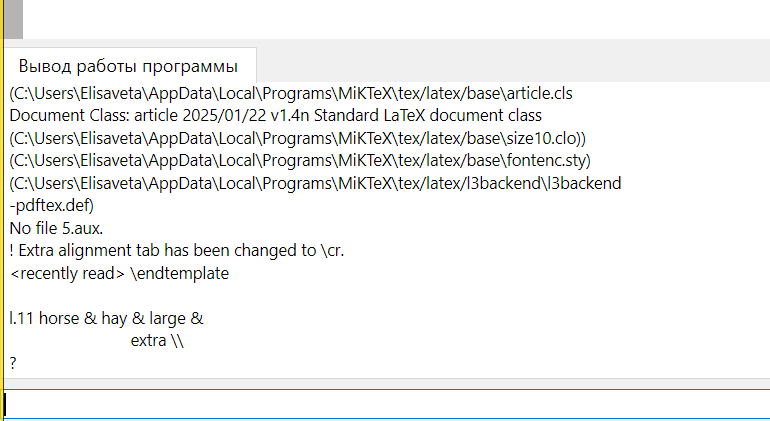 Вывод работы программы
(C:\Users\Elisaveta\AppData\Local\Programs\MiKTeX\tex/latex/base\article.cls
Document Class: article 2025/01/22 v1.4n Standard LaTeX document class
(C:\Users\Elisaveta\AppData\Local\Programs\MiKTeX\tex/latex/base\size10.clo))
(C:\Users\Elisaveta\AppData\Local\Programs\MiKTeX\tex/latex/base\fontenc.sty)
(C:\Users\Elisaveta\AppData\Local\Programs\MiKTeX\tex/latex/l3backend\l3backend
-pdftex.def)
No file 5.aux.
! Extra alignment tab has been changed to \cr.
<recently read> \endtemplate
l.11 horse & hay & large &
extra \\
?